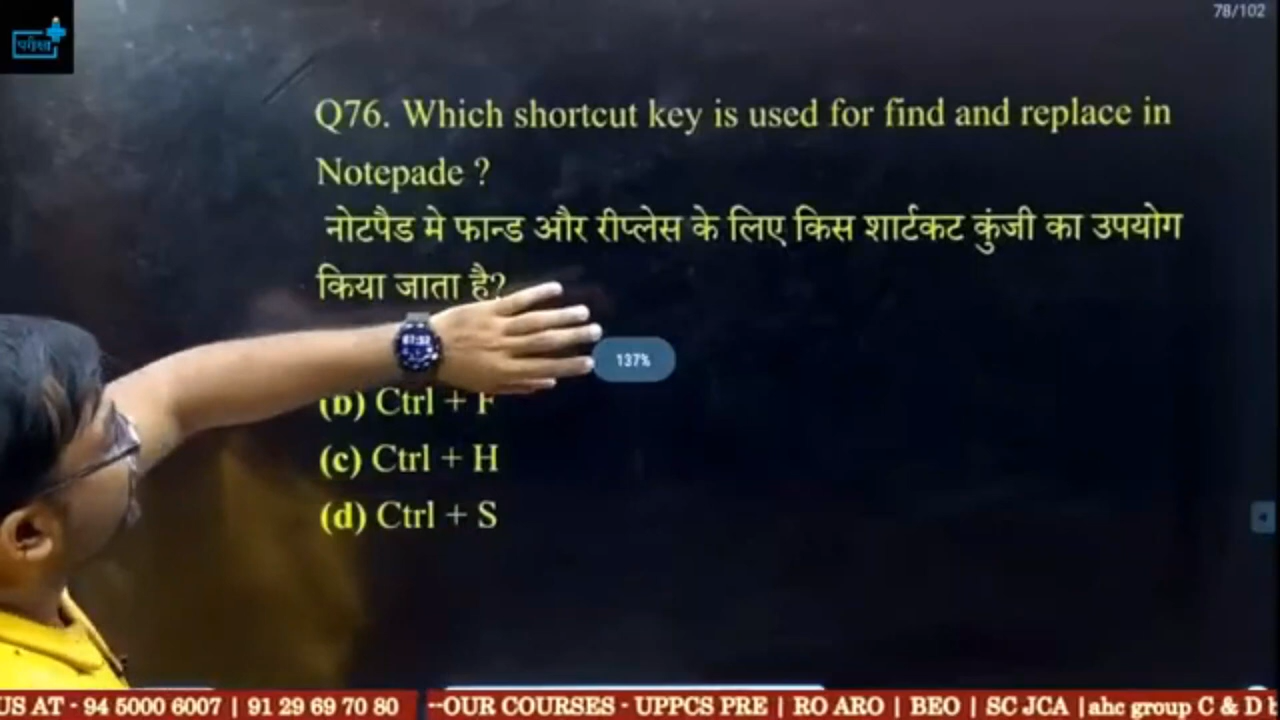 परीक्षा
78/102
Q76. Which shortcut key is used for find and replace in
Notepade ?
नोटपैड मे फान्ड और रीप्लेस के लिए किस शार्टकट कुंजी का उपयोग
किया जाता है?
137%
(b) Ctrl + F
(c) Ctrl + H
(d) Ctrl + S
US AT - 94 5000 6007 | 91 29 69 70 80 --OUR COURSES - UPPCS PRE | RO ARO | BEO | SC JCA |ahc group C & D